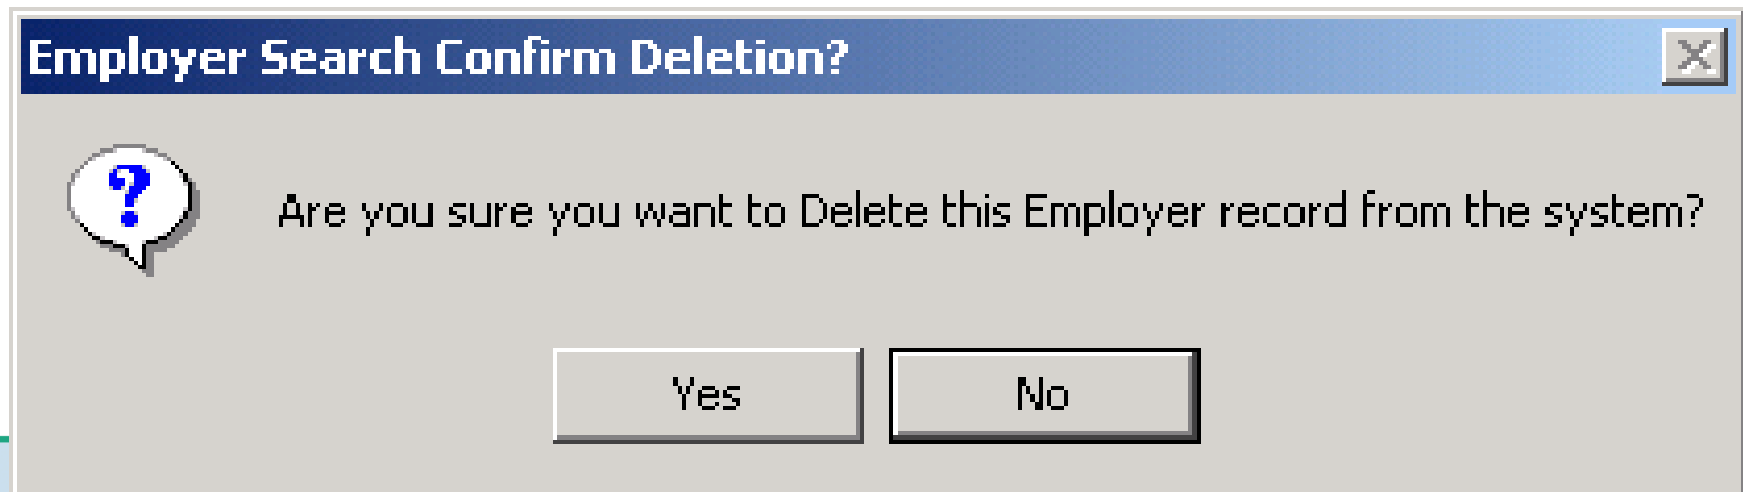 Employer Search Confirm Deletion?
Are you sure you want to Delete this Employer record from the system?
Yes
No